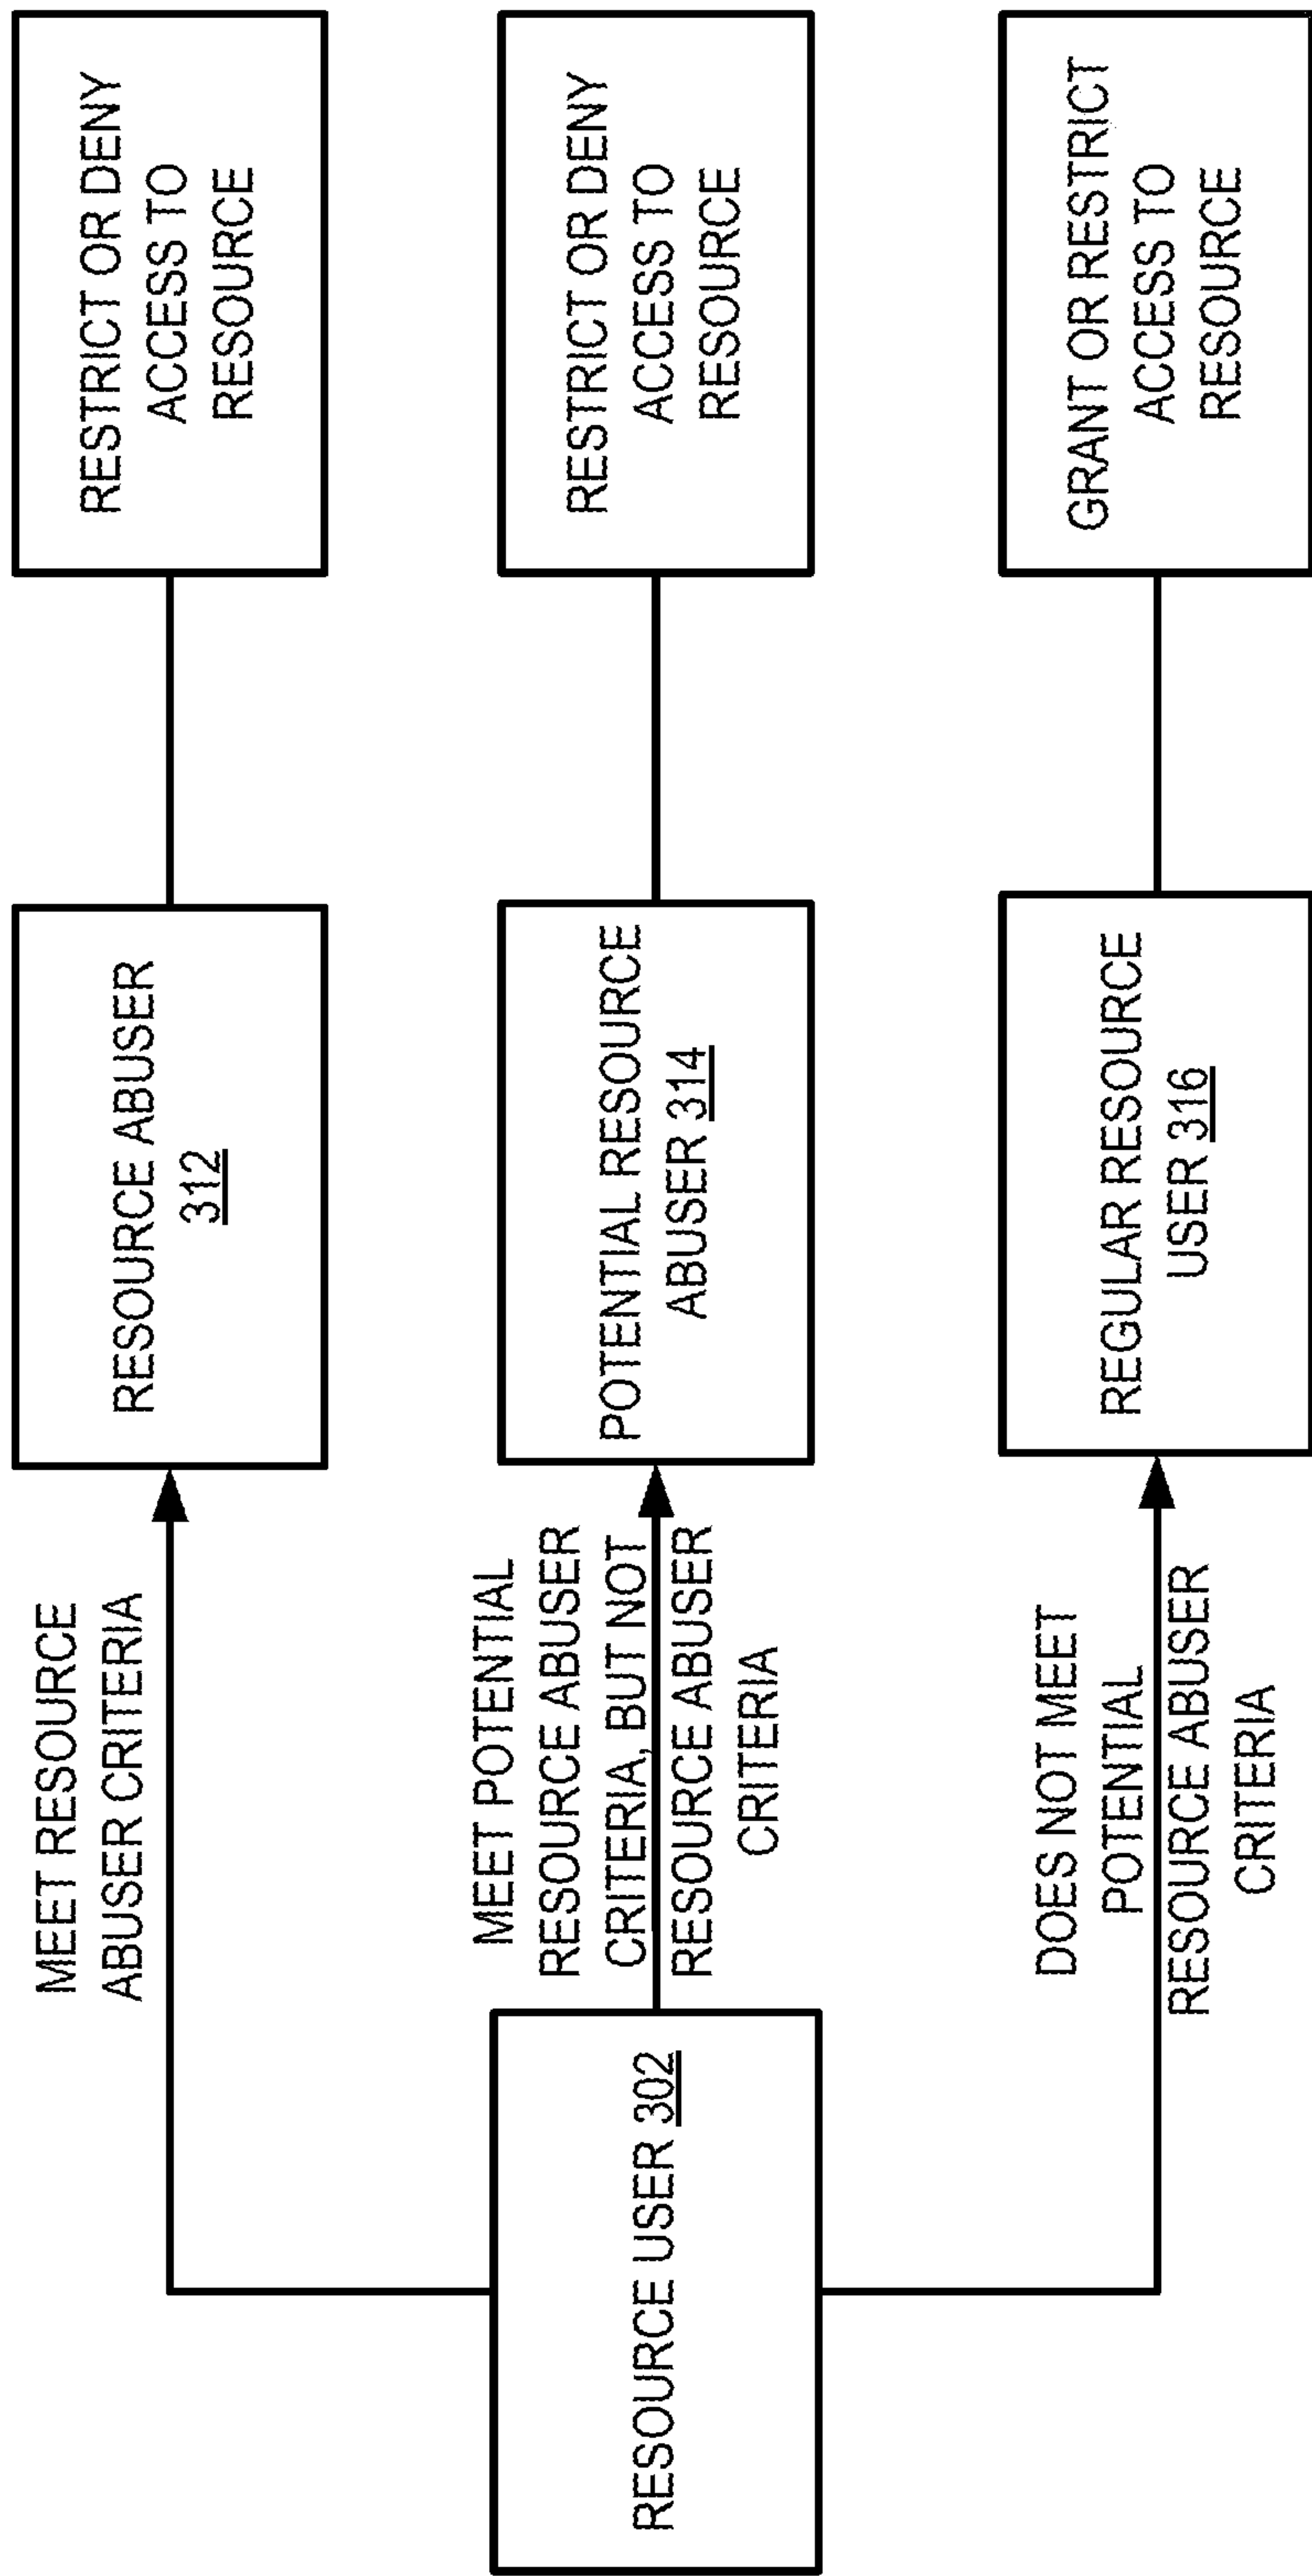 RESOURCE USER 302
MEET RESOURCE
ABUSER CRITERIA
RESOURCE ABUSER
312
RESTRICT OR DENY
ACCESS TO
RESOURCE
MEET POTENTIAL
RESOURCE ABUSER
CRITERIA, BUT NOT
RESOURCE ABUSER
CRITERIA
POTENTIAL RESOURCE
ABUSER 314
RESTRICT OR DENY
ACCESS TO
RESOURCE
DOES NOT MEET
POTENTIAL
RESOURCE ABUSER
CRITERIA
REGULAR RESOURCE
USER 316
GRANT OR RESTRICT
ACCESS TO
RESOURCE